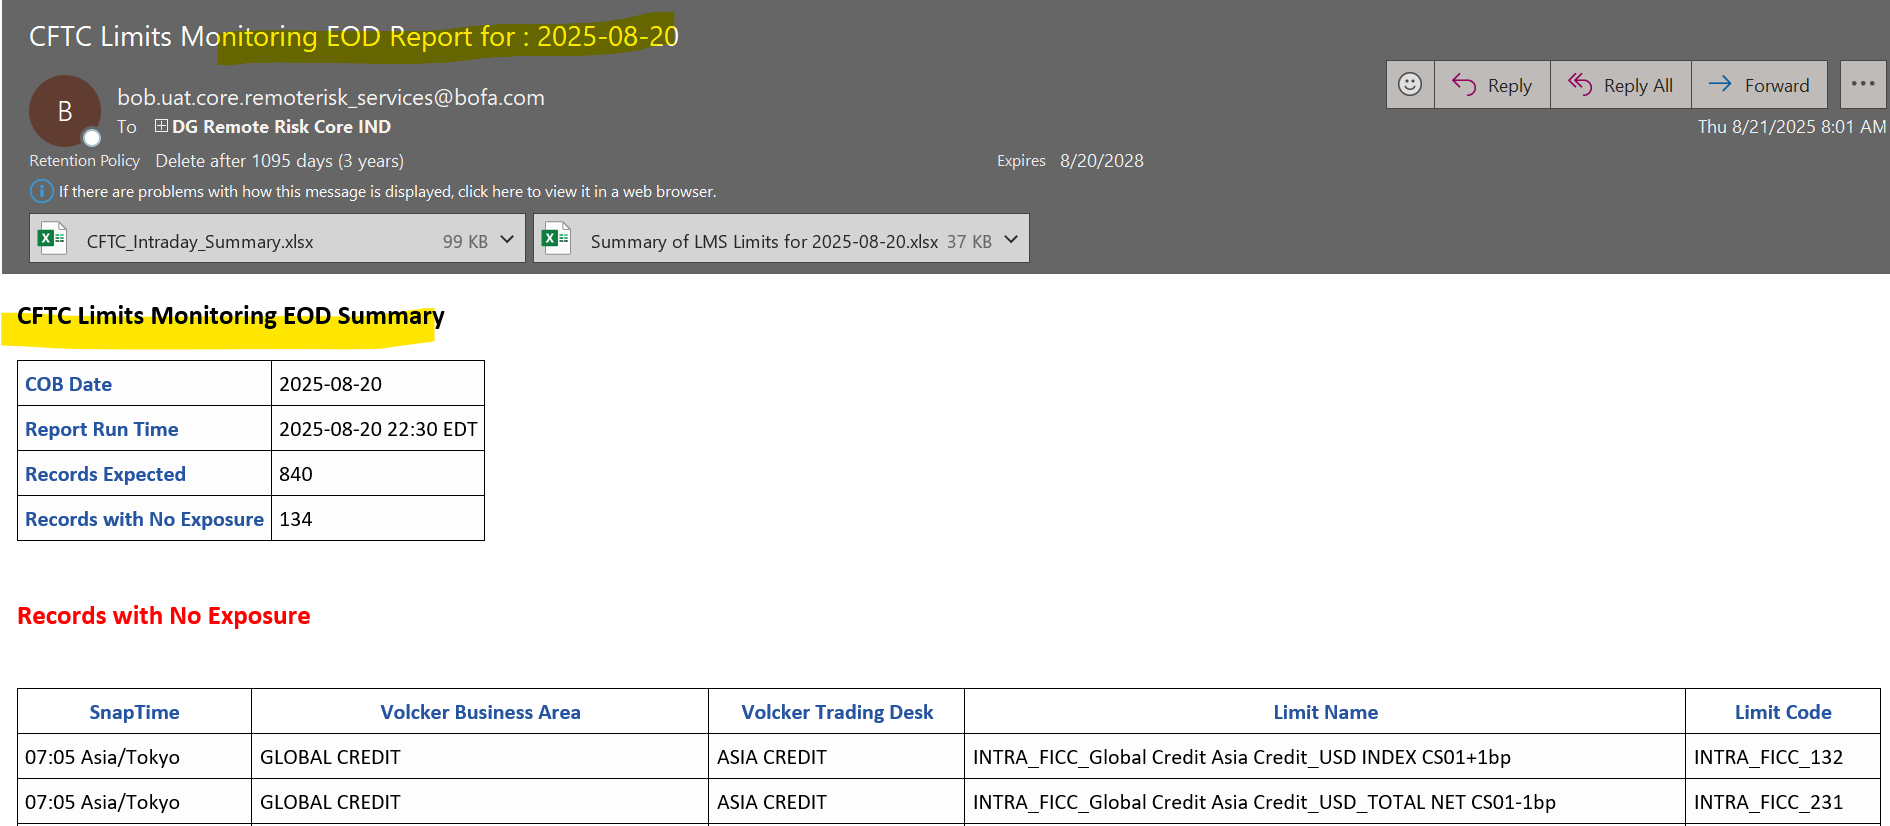 CFTC Limits Monitoring EOD Report for : 2025-08-20
B
bob.uat.core.remoterisk_services@bofa.com
Reply
Reply All
Forward
To DG Remote Risk Core IND
Thu 8/21/2025 8:01 AM
Retention Policy Delete after 1095 days (3 years)
Expires 8/20/2028
If there are problems with how this message is displayed, click here to view it in a web browser.
CFTC_Intraday_Summary.xlsx 99 KB
Summary of LMS Limits for 2025-08-20.xlsx 37 KB
CFTC Limits Monitoring EOD Summary
COB Date 2025-08-20
Report Run Time 2025-08-20 22:30 EDT
Records Expected 840
Records with No Exposure 134
Records with No Exposure
SnapTime Volcker Business Area Volcker Trading Desk Limit Name Limit Code
07:05 Asia/Tokyo GLOBAL CREDIT ASIA CREDIT INTRA_FICC_Global Credit Asia Credit_USD INDEX CS01+1bp INTRA_FICC_132
07:05 Asia/Tokyo GLOBAL CREDIT ASIA CREDIT INTRA_FICC_Global Credit Asia Credit_USD_TOTAL NET CS01-1bp INTRA_FICC_231